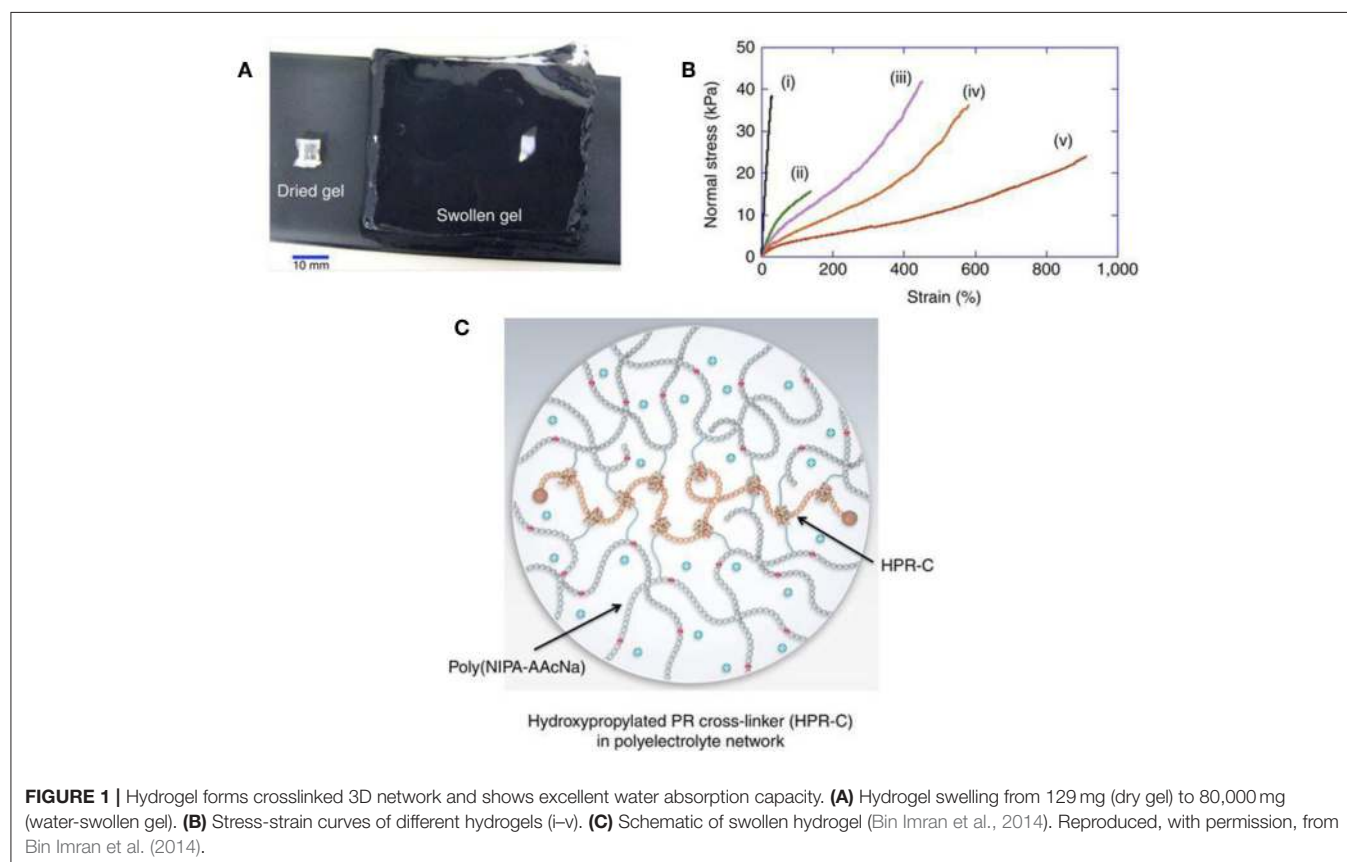 A
Dried gel
Swollen gel
10 mm
B
50
40
30
20
10
0
Normal stress (kPa)
(i)
(ii)
(iii)
(iv)
(v)
0
200
400
600
800
1,000
Strain (%)
C
HPR-C
Poly(NIPA-AAcNa)
Hydroxypropylated PR cross-linker (HPR-C)
in polyelectrolyte network
FIGURE 1 | Hydrogel forms crosslinked 3D network and shows excellent water absorption capacity. (A) Hydrogel swelling from 129 mg (dry gel) to 80,000 mg
(water-swollen gel). (B) Stress-strain curves of different hydrogels (i–v). (C) Schematic of swollen hydrogel (Bin Imran et al., 2014). Reproduced, with permission, from
Bin Imran et al. (2014).